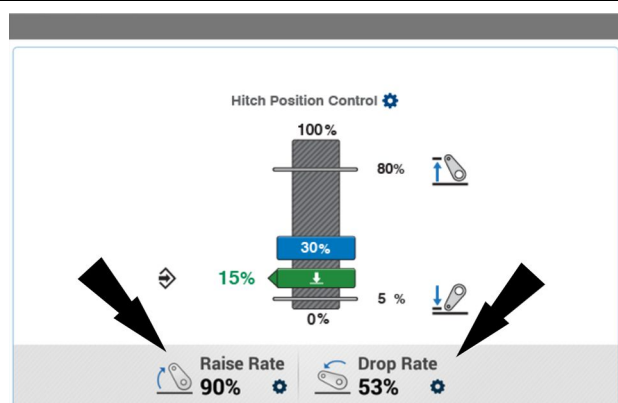 Hitch Position Control
100%
80%
30%
15%
5 %
0%
Raise Rate
90%
Drop Rate
53%